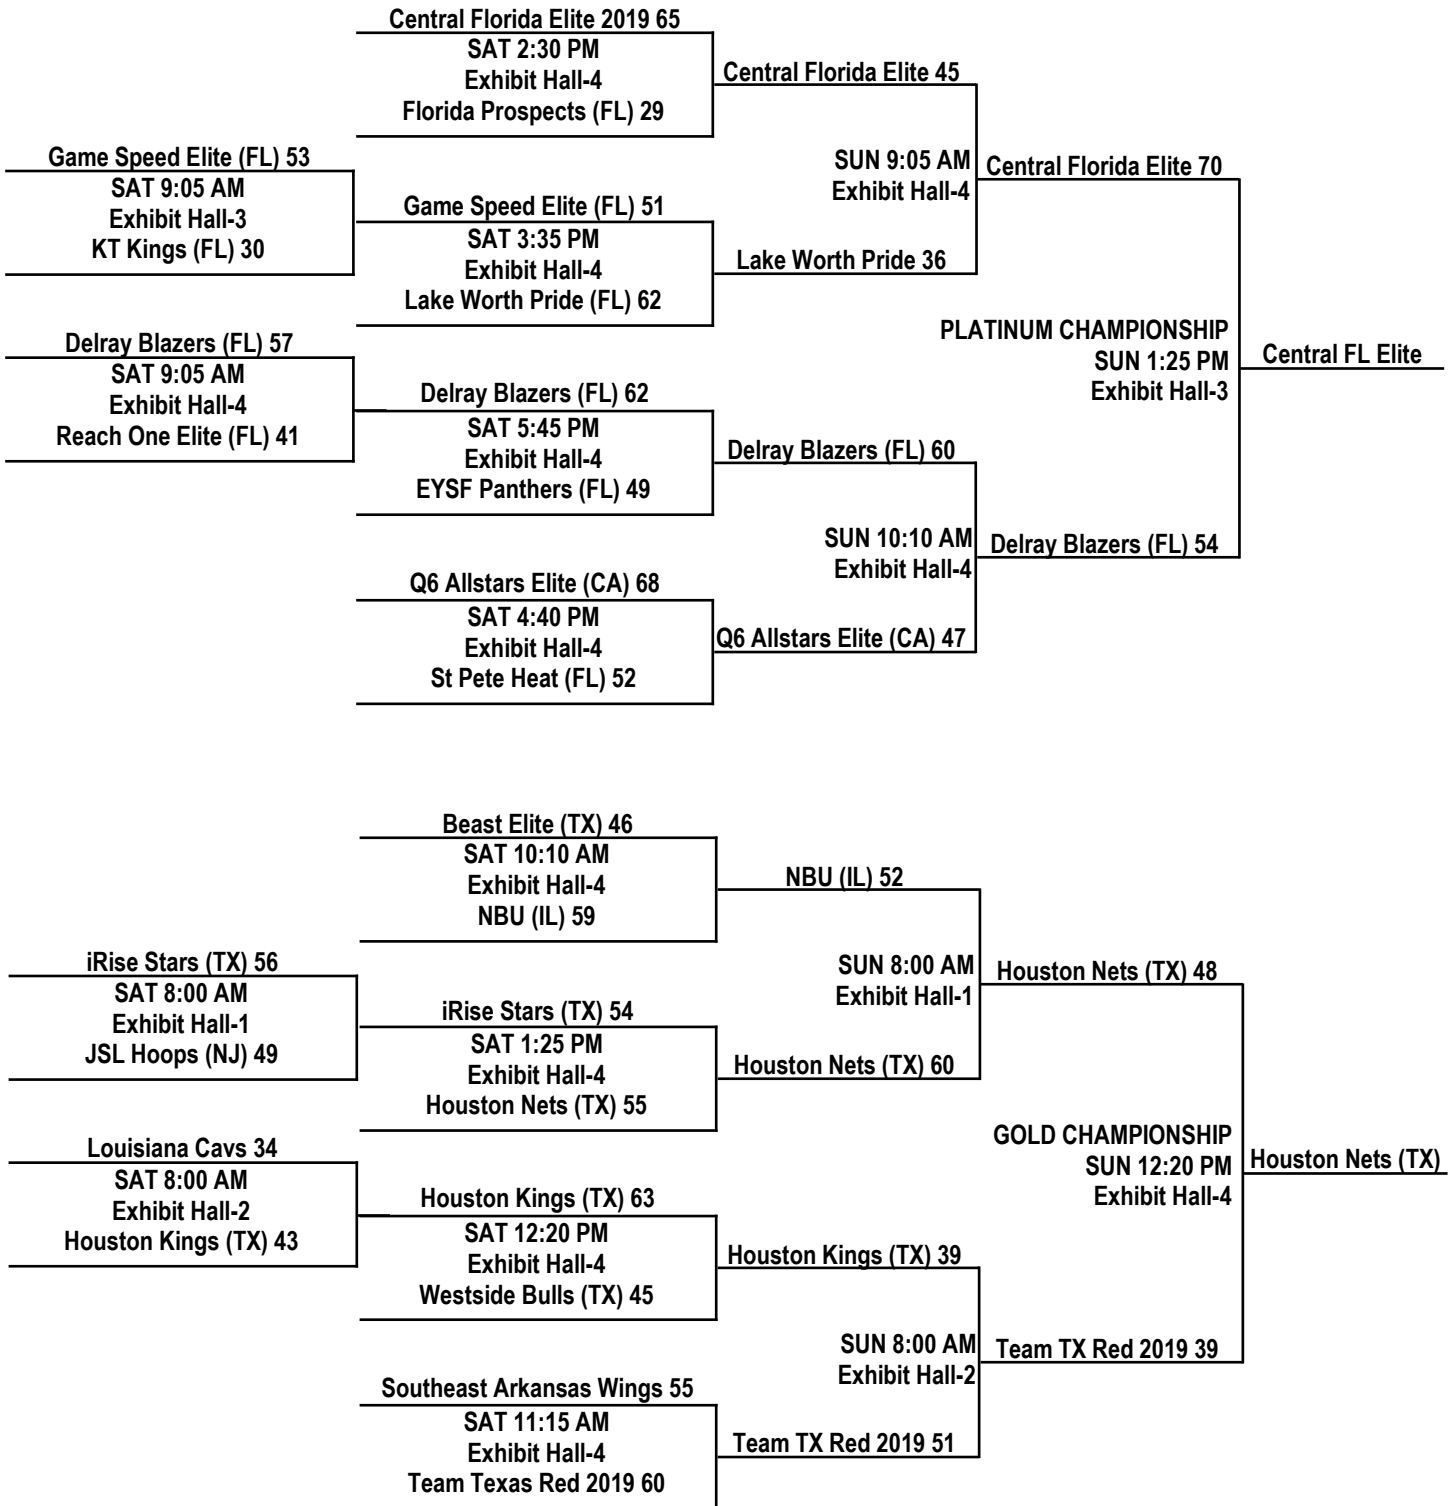 Central Florida Elite 2019 65
SAT 2:30 PM
Exhibit Hall-4
Florida Prospects (FL) 29
Central Florida Elite 45
Game Speed Elite (FL) 53
SAT 9:05 AM
Exhibit Hall-3
KT Kings (FL) 30
SUN 9:05 AM
Exhibit Hall-4
Central Florida Elite 70
Game Speed Elite (FL) 51
SAT 3:35 PM
Exhibit Hall-4
Lake Worth Pride (FL) 62
Lake Worth Pride 36
Delray Blazers (FL) 57
SAT 9:05 AM
Exhibit Hall-4
Reach One Elite (FL) 41
PLATINUM CHAMPIONSHIP
SUN 1:25 PM
Exhibit Hall-3
Central FL Elite
Delray Blazers (FL) 62
SAT 5:45 PM
Exhibit Hall-4
EYSF Panthers (FL) 49
Delray Blazers (FL) 60
SUN 10:10 AM
Exhibit Hall-4
Delray Blazers (FL) 54
Q6 Allstars Elite (CA) 68
SAT 4:40 PM
Exhibit Hall-4
St Pete Heat (FL) 52
Q6 Allstars Elite (CA) 47
Beast Elite (TX) 46
SAT 10:10 AM
Exhibit Hall-4
NBU (IL) 59
NBU (IL) 52
iRise Stars (TX) 56
SAT 8:00 AM
Exhibit Hall-1
JSL Hoops (NJ) 49
SUN 8:00 AM
Exhibit Hall-1
Houston Nets (TX) 48
iRise Stars (TX) 54
SAT 1:25 PM
Exhibit Hall-4
Houston Nets (TX) 55
Houston Nets (TX) 60
Louisiana Cavs 34
SAT 8:00 AM
Exhibit Hall-2
Houston Kings (TX) 43
GOLD CHAMPIONSHIP
SUN 12:20 PM
Exhibit Hall-4
Houston Nets (TX)
Houston Kings (TX) 63
SAT 12:20 PM
Exhibit Hall-4
Westside Bulls (TX) 45
Houston Kings (TX) 39
SUN 8:00 AM
Exhibit Hall-2
Team TX Red 2019 39
Southeast Arkansas Wings 55
SAT 11:15 AM
Exhibit Hall-4
Team Texas Red 2019 60
Team TX Red 2019 51